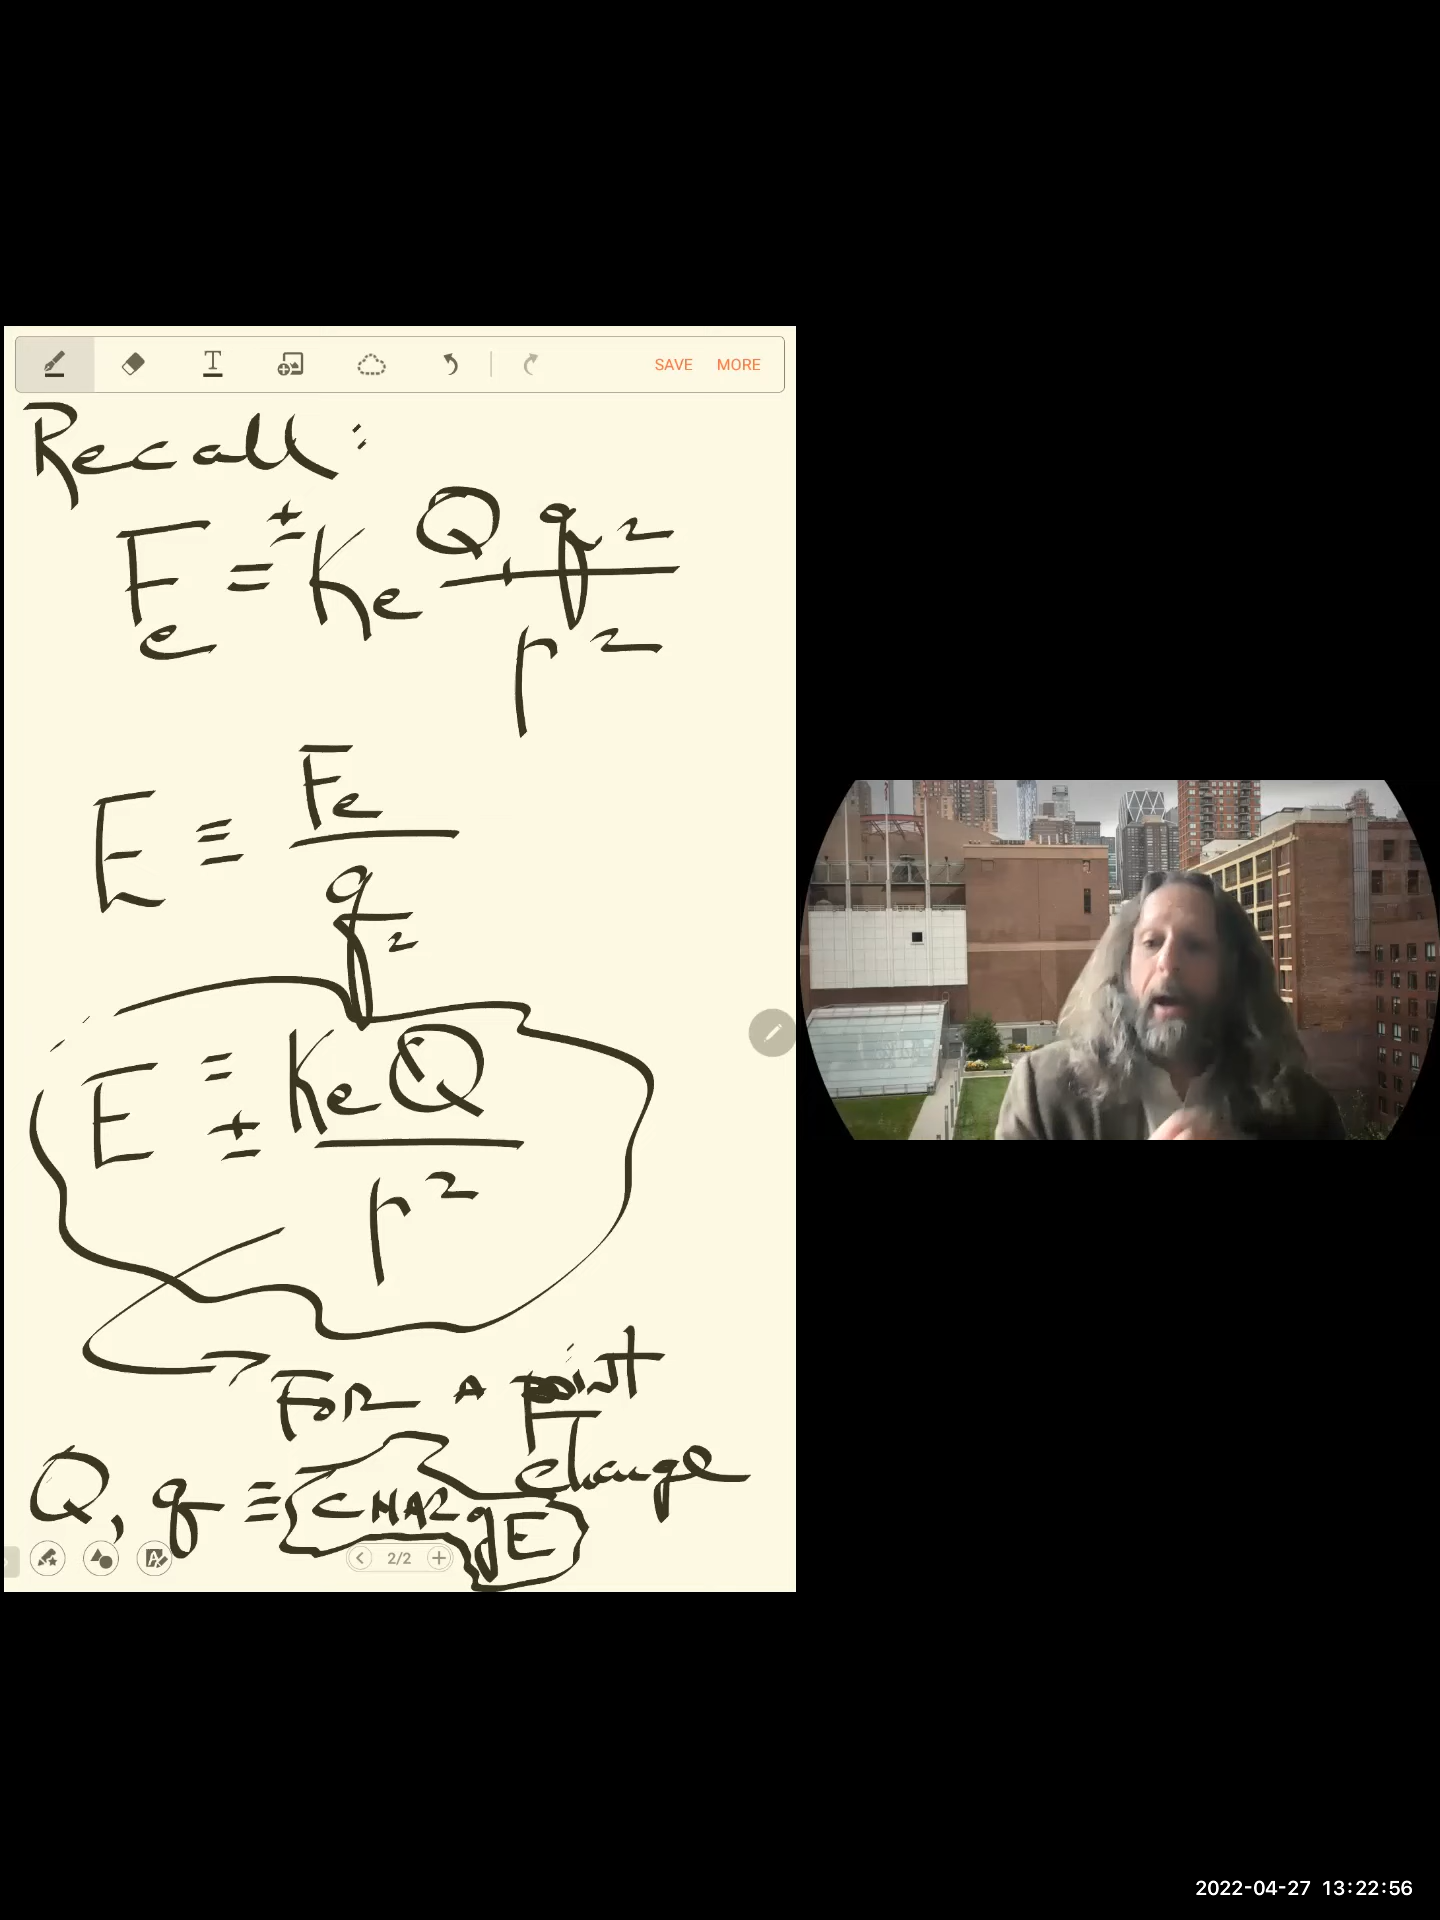 SAVE MORE
Recall:
Fe = ± Ke Q, q2 / r²
E ≡ Fe / q2
E = ± KeQ / r²
FOR A point
charge
Q, q ≡ CHARgE
2/2
2022-04-27 13:22:56